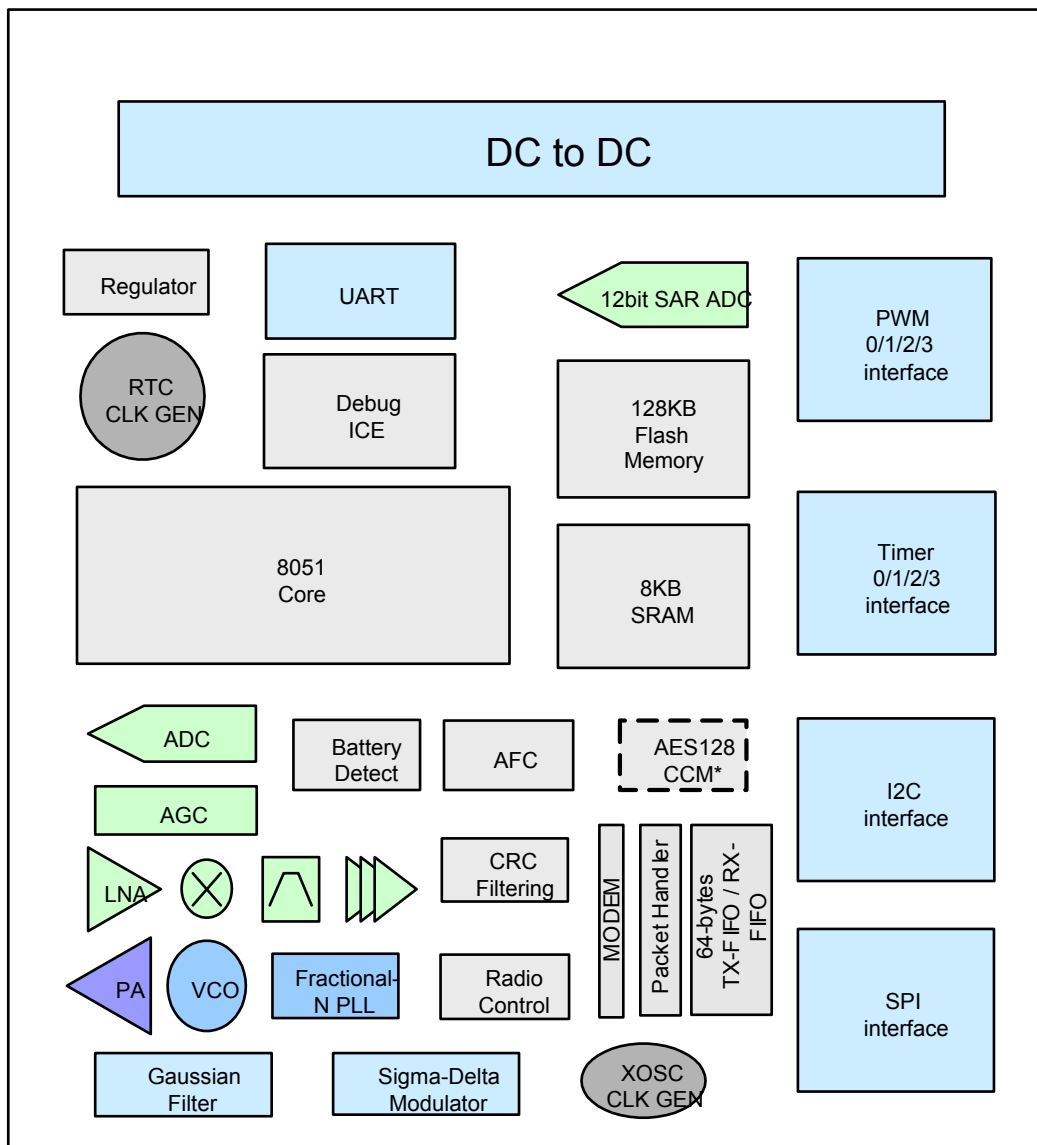 DC to DC
Regulator
UART
12bit SAR ADC
PWM
0/1/2/3
interface
RTC
CLK GEN
Debug
ICE
128KB
Flash
Memory
8051
Core
8KB
SRAM
Timer
0/1/2/3
interface
ADC
Battery
Detect
AFC
AES128
CCM*
I2C
interface
AGC
LNA
CRC
Filtering
MODEM
Packet Handler
64-bytes
TX-FIFO / RX-
FIFO
PA
VCO
Fractional-
N PLL
Radio
Control
SPI
interface
Gaussian
Filter
Sigma-Delta
Modulator
XOSC
CLK GEN